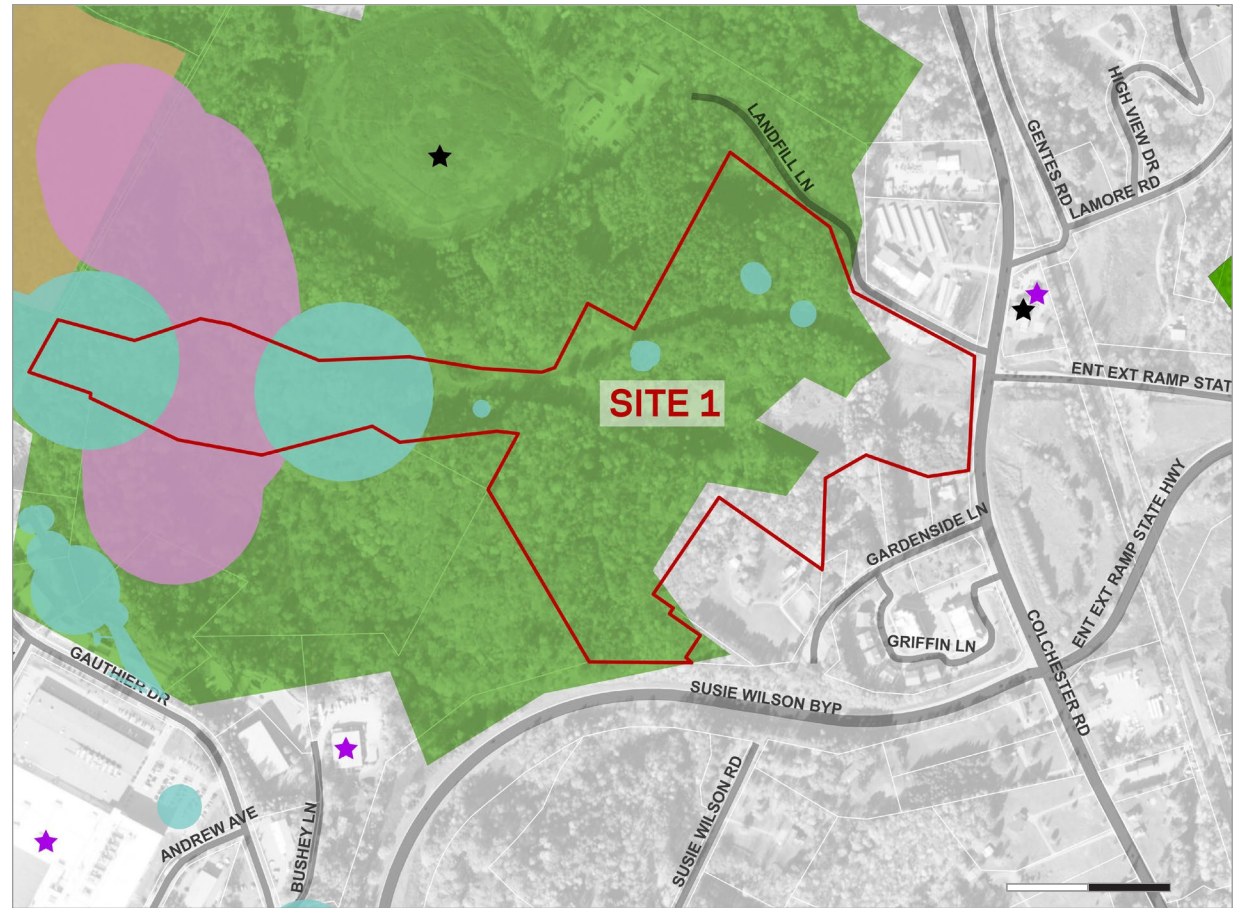 LANDFILL LN
HIGH VIEW DR
GENTES RD
LAMORE RD
ENT EXT RAMP STAT
SITE 1
ENT EXT RAMP STATE HWY
GARDENSIDE LN
GRIFFIN LN
COLCHESTER RD
GAUTHIER DR
SUSIE WILSON BYP
SUSIE WILSON RD
ANDREW AVE
BUSHEY LN